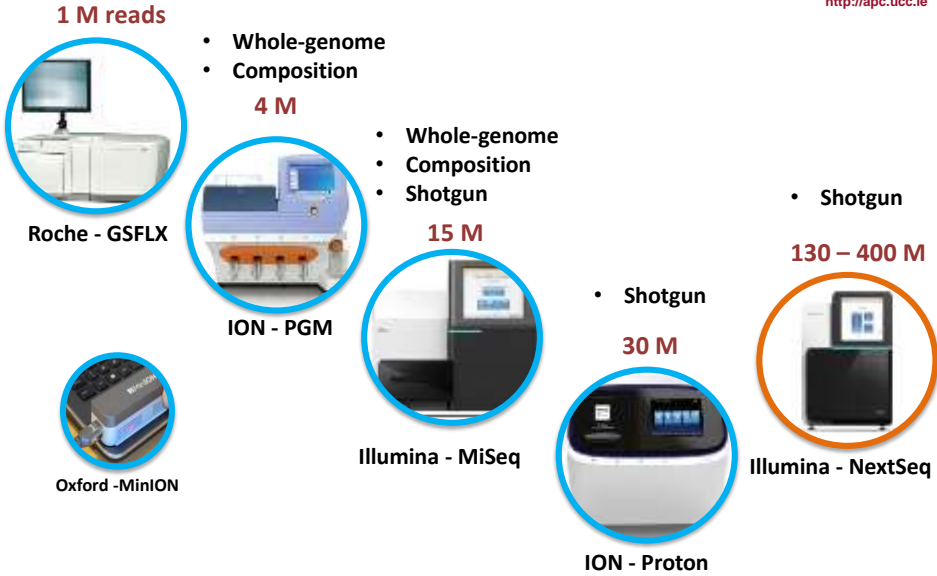 http://apc.ucc.ie
1 M reads
• Whole-genome
• Composition
4 M
• Whole-genome
• Composition
• Shotgun
Roche - GSFLX
15 M
• Shotgun
130 – 400 M
ION - PGM
• Shotgun
30 M
MinION
Illumina - MiSeq
Illumina - NextSeq
Oxford -MinION
ION - Proton